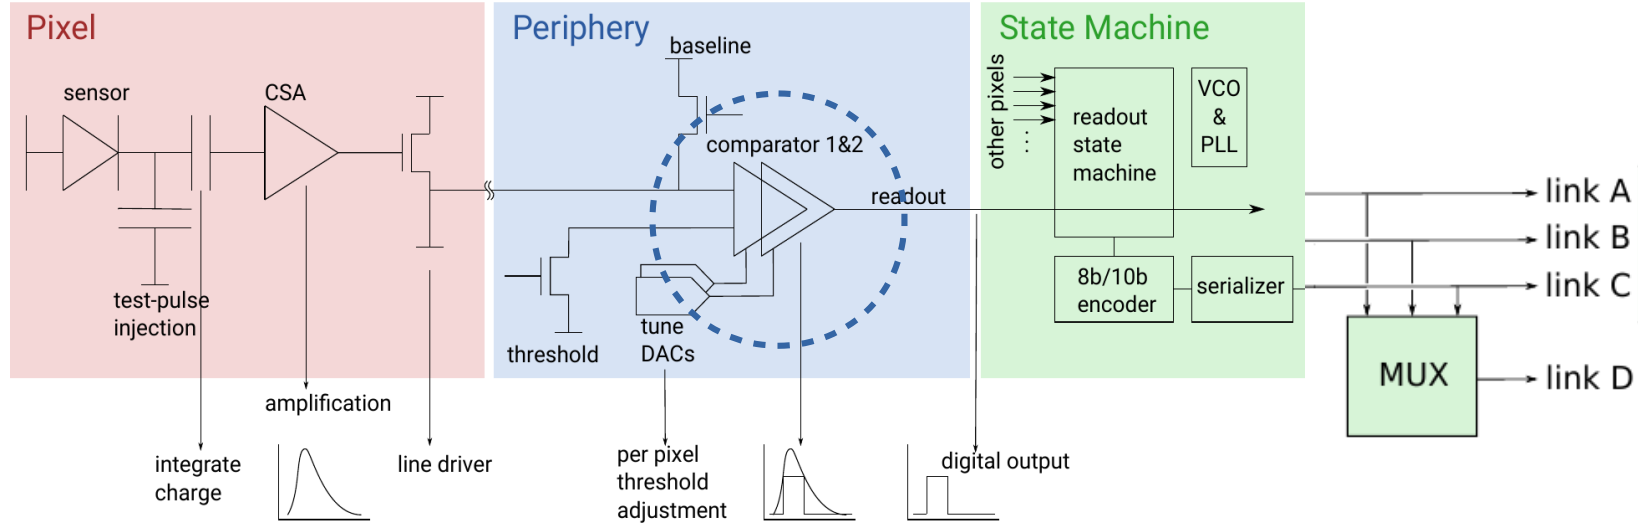 Pixel
Periphery
State Machine
baseline
sensor
CSA
comparator 1&2
other pixels
⋮
readout
state
machine
VCO
&
PLL
readout
link A
link B
link C
test-pulse
injection
threshold
tune
DACs
8b/10b
encoder
serializer
MUX
link D
amplification
integrate
charge
line driver
per pixel
threshold
adjustment
digital output